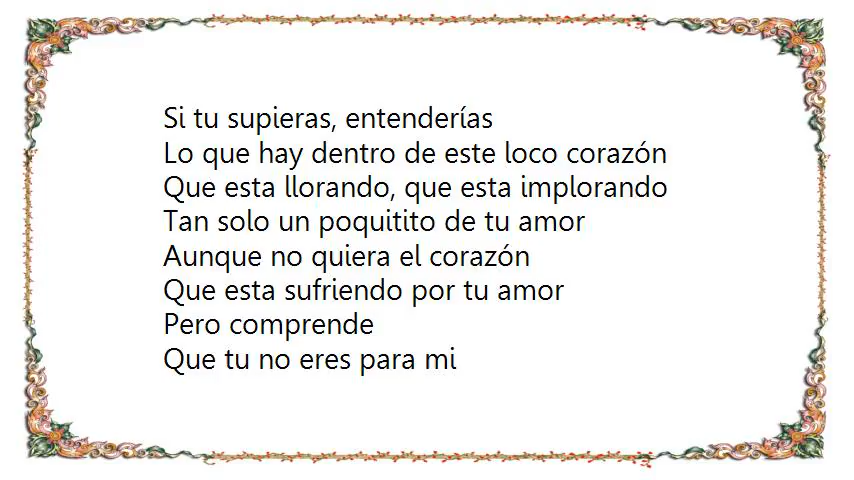 Si tu supieras, entenderías
Lo que hay dentro de este loco corazón
Que esta llorando, que esta implorando
Tan solo un poquitito de tu amor
Aunque no quiera el corazón
Que esta sufriendo por tu amor
Pero comprende
Que tu no eres para mi